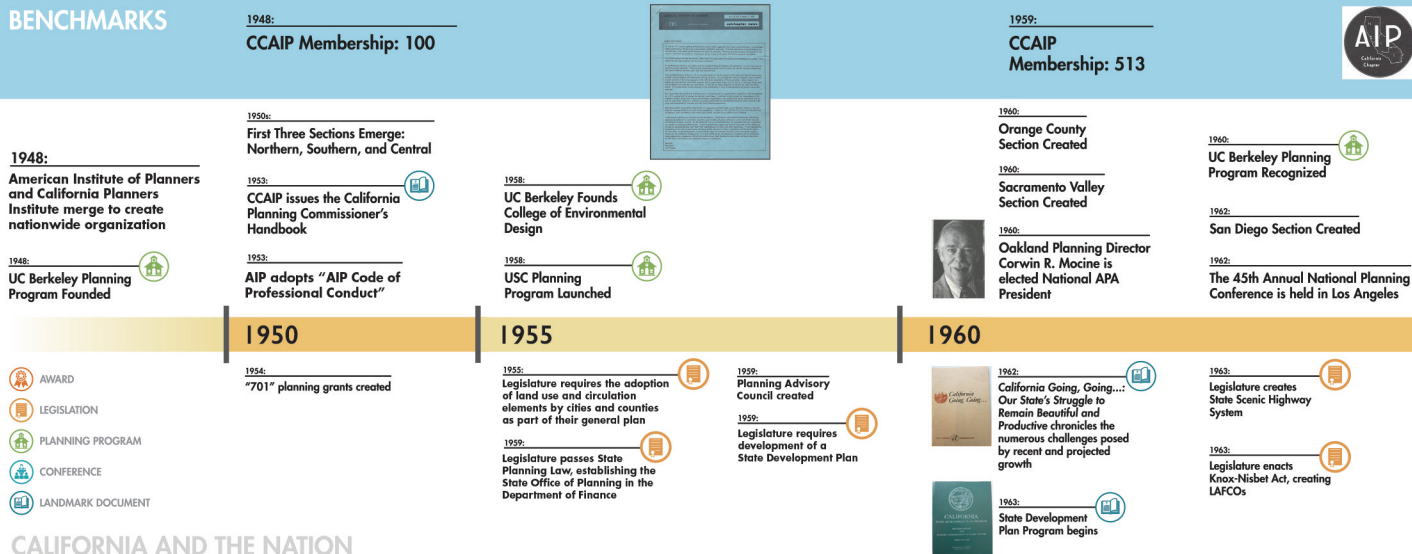 BENCHMARKS
1948:
CCAIP Membership: 100
1959:
CCAIP
Membership: 513
AIP
California
Chapter
1948:
American Institute of Planners
and California Planners
Institute merge to create
nationwide organization
1948:
UC Berkeley Planning
Program Founded
1950s:
First Three Sections Emerge:
Northern, Southern, and Central
1953:
CCAIP issues the California
Planning Commissioner's
Handbook
1953:
AIP adopts “AIP Code of
Professional Conduct”
1958:
UC Berkeley Founds
College of Environmental
Design
1958:
USC Planning
Program Launched
1960:
Orange County
Section Created
1960:
Sacramento Valley
Section Created
1960:
Oakland Planning Director
Corwin R. Mocine is
elected National APA
President
1960:
UC Berkeley Planning
Program Recognized
1962:
San Diego Section Created
1962:
The 45th Annual National Planning
Conference is held in Los Angeles
1950
1955
1960
AWARD
LEGISLATION
PLANNING PROGRAM
CONFERENCE
LANDMARK DOCUMENT
1954:
“701” planning grants created
1955:
Legislature requires the adoption
of land use and circulation
elements by cities and counties
as part of their general plan
1959:
Legislature passes State
Planning Law, establishing the
State Office of Planning in the
Department of Finance
1959:
Planning Advisory
Council created
1959:
Legislature requires
development of a
State Development Plan
California
Going, Going...
CALIFORNIA
1962:
California Going, Going...:
Our State's Struggle to
Remain Beautiful and
Productive chronicles the
numerous challenges posed
by recent and projected
growth
1963:
State Development
Plan Program begins
1963:
Legislature creates
State Scenic Highway
System
1963:
Legislature enacts
Knox-Nisbet Act, creating
LAFCOs
CALIFORNIA AND THE NATION